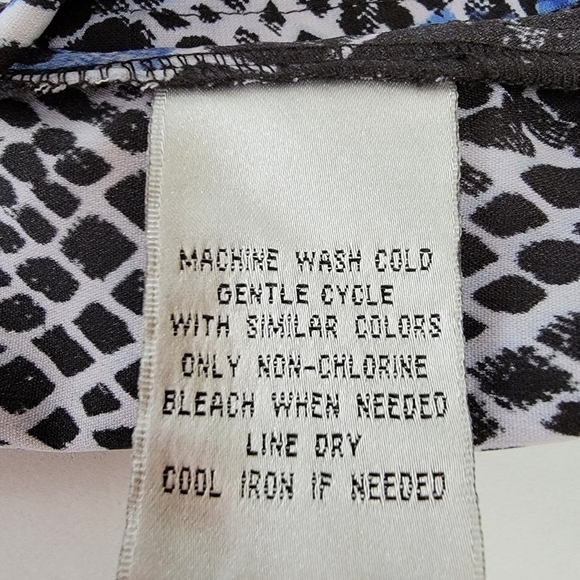 MACHINE WASH COLD
GENTLE CYCLE
WITH SIMILAR COLORS
ONLY NON-CHLORINE
BLEACH WHEN NEEDED
LINE DRY
COOL IRON IF NEEDED